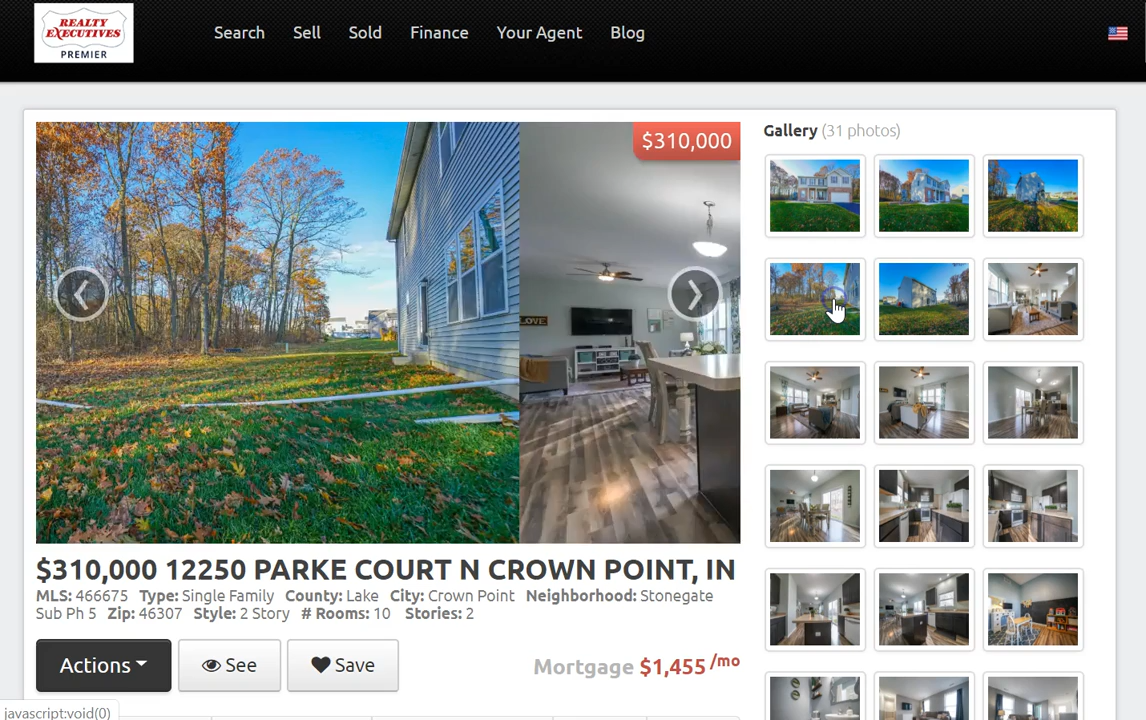 REALTY
EXECUTIVES
PREMIER
Search Sell Sold Finance Your Agent Blog
$310,000
Gallery (31 photos)
LOVE
$310,000 12250 PARKE COURT N CROWN POINT, IN
MLS: 466675 Type: Single Family County: Lake City: Crown Point Neighborhood: Stonegate
Sub Ph 5 Zip: 46307 Style: 2 Story # Rooms: 10 Stories: 2
Actions See Save Mortgage $1,455 /mo
javascript:void(0)